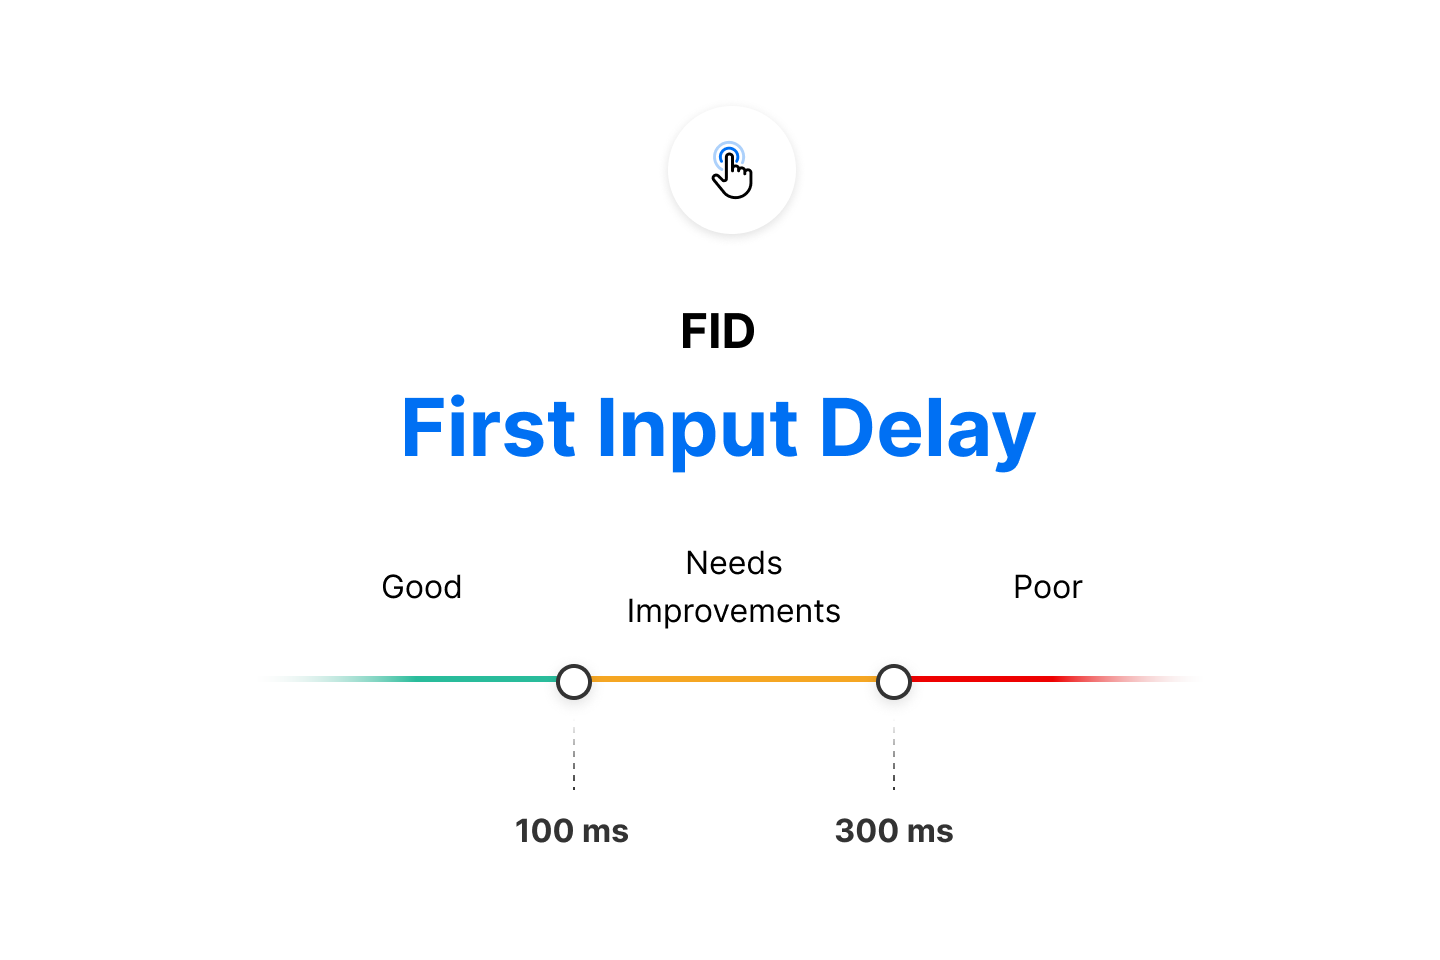 FID
First Input Delay
Good
Needs
Improvements
Poor
100 ms
300 ms